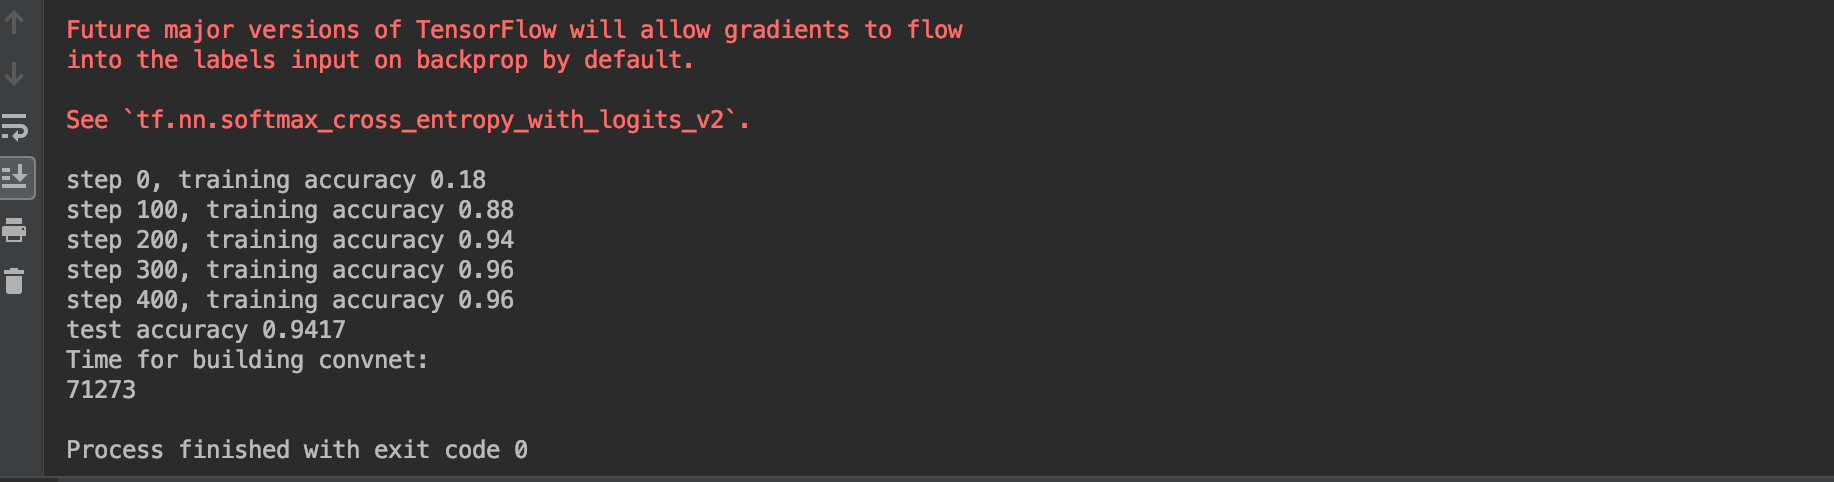 Future major versions of TensorFlow will allow gradients to flow
into the labels input on backprop by default.
See `tf.nn.softmax_cross_entropy_with_logits_v2`.
step 0, training accuracy 0.18
step 100, training accuracy 0.88
step 200, training accuracy 0.94
step 300, training accuracy 0.96
step 400, training accuracy 0.96
test accuracy 0.9417
Time for building convnet:
71273
Process finished with exit code 0